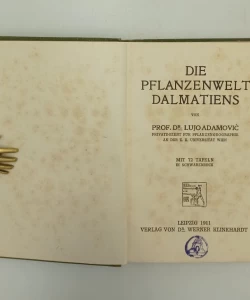 DIE
PFLANZENWELT
DALMATIENS
VON
PROF. DR. LUJO ADAMOVIĆ
PRIVATDOZENT FÜR PFLANZENGEOGRAPHIE
AN DER K. K. UNIVERSITÄT WIEN
MIT 72 TAFELN
IN SCHWARZDRUCK
LEIPZIG 1911
VERLAG VON DR. WERNER KLINKHARDT